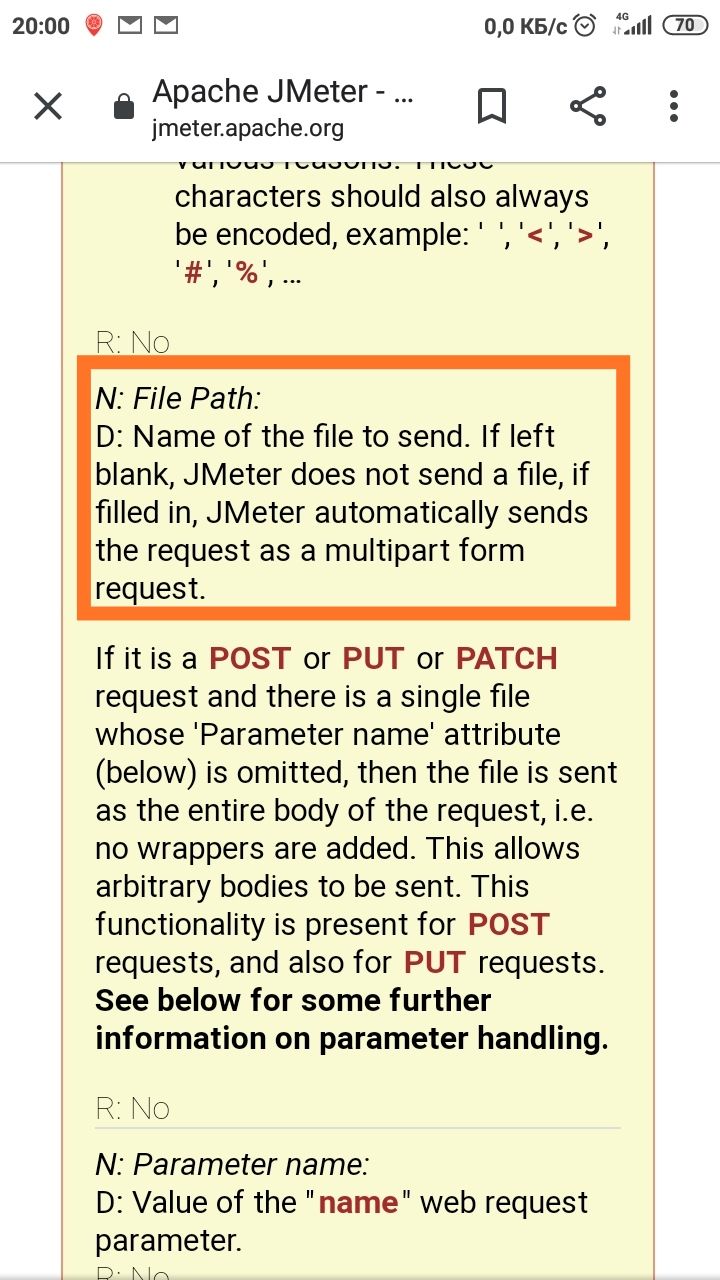 20:00
0,0 КБ/с
4G
70
Apache JMeter - ...
jmeter.apache.org
various reasons. These
characters should also always
be encoded, example: ' ', '<', '>',
'#', '%', …
R: No
N: File Path:
D: Name of the file to send. If left
blank, JMeter does not send a file, if
filled in, JMeter automatically sends
the request as a multipart form
request.
If it is a POST or PUT or PATCH
request and there is a single file
whose 'Parameter name' attribute
(below) is omitted, then the file is sent
as the entire body of the request, i.e.
no wrappers are added. This allows
arbitrary bodies to be sent. This
functionality is present for POST
requests, and also for PUT requests.
See below for some further
information on parameter handling.
R: No
N: Parameter name:
D: Value of the "name" web request
parameter.
R: No